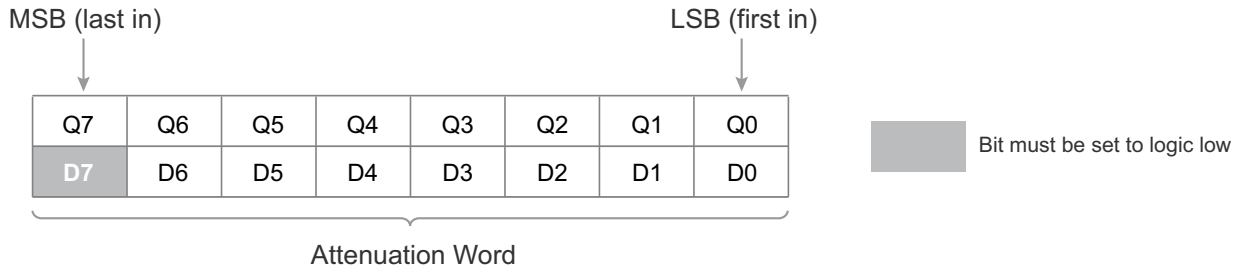 MSB (last in) LSB (first in)
Q7 Q6 Q5 Q4 Q3 Q2 Q1 Q0
D7 D6 D5 D4 D3 D2 D1 D0
Bit must be set to logic low
Attenuation Word